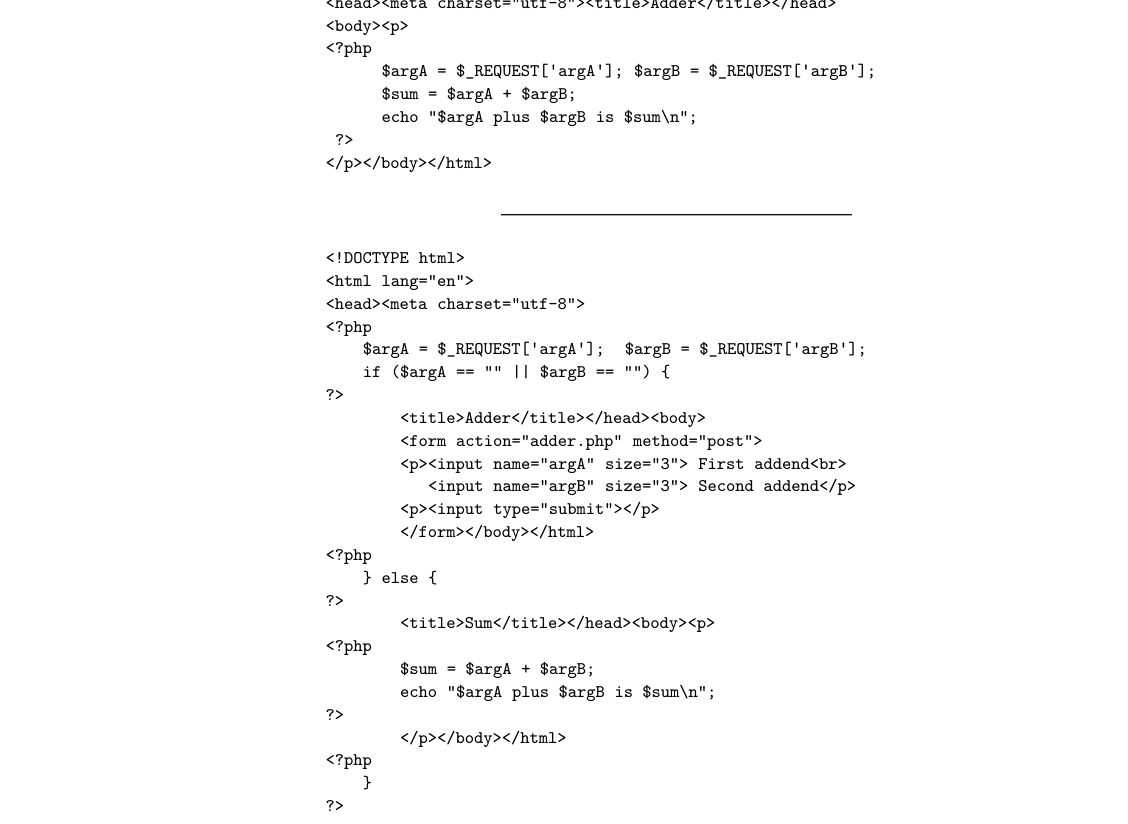 <head><meta charset="utf-8"><title>Adder</title></head>
<body><p>
<?php
      $argA = $_REQUEST['argA']; $argB = $_REQUEST['argB'];
      $sum = $argA + $argB;
      echo "$argA plus $argB is $sum\n";
 ?>
</p></body></html>
<!DOCTYPE html>
<html lang="en">
<head><meta charset="utf-8">
<?php
    $argA = $_REQUEST['argA'];  $argB = $_REQUEST['argB'];
    if ($argA == "" || $argB == "") {
?>
        <title>Adder</title></head><body>
        <form action="adder.php" method="post">
        <p><input name="argA" size="3"> First addend<br>
           <input name="argB" size="3"> Second addend</p>
        <p><input type="submit"></p>
        </form></body></html>
<?php
    } else {
?>
        <title>Sum</title></head><body><p>
<?php
        $sum = $argA + $argB;
        echo "$argA plus $argB is $sum\n";
?>
        </p></body></html>
<?php
    }
?>